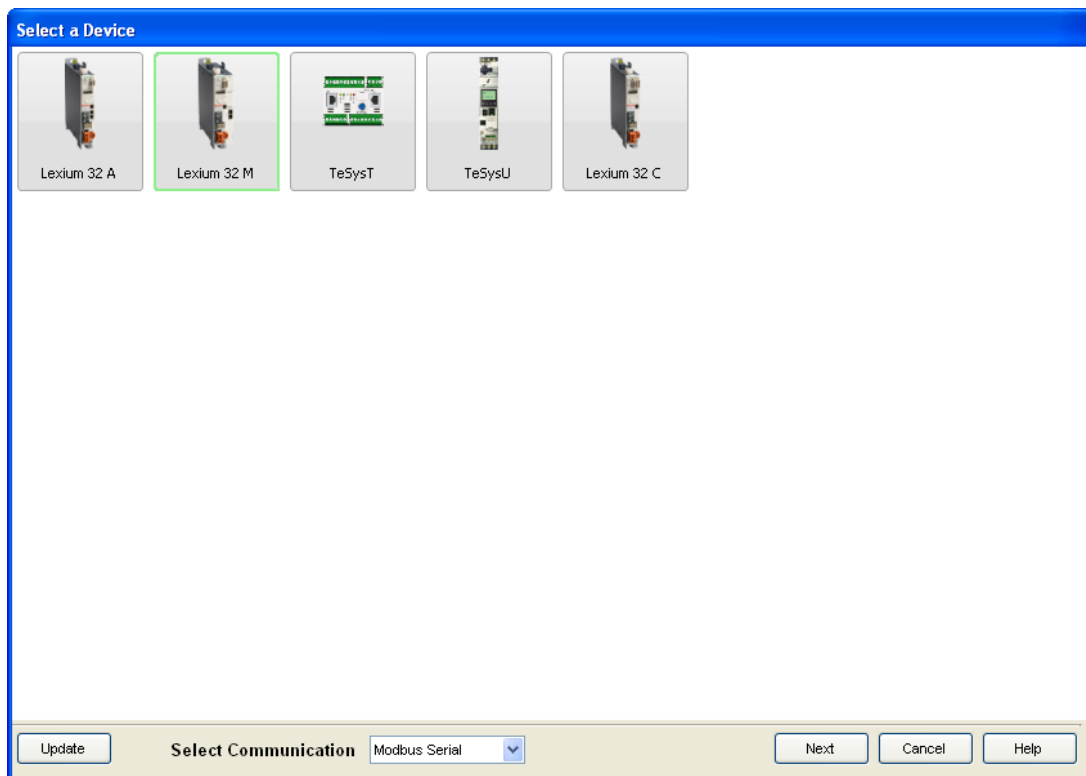 Select a Device
Lexium 32 A
Lexium 32 M
TeSysT
TeSysU
Lexium 32 C
Update
Select Communication
Modbus Serial
Next
Cancel
Help